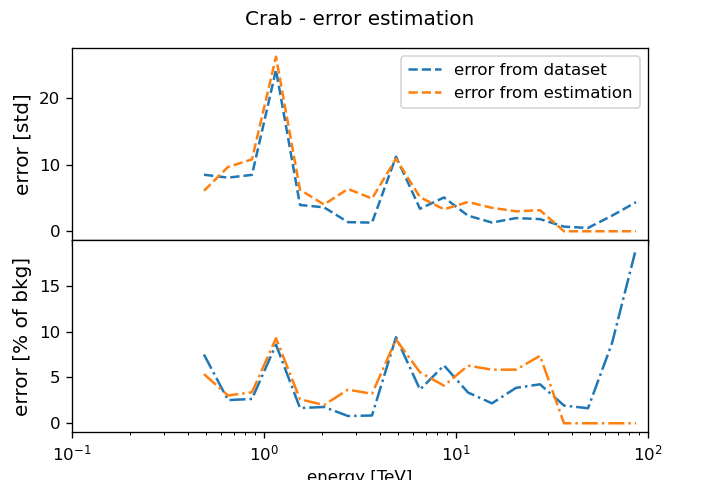 Crab - error estimation
error from dataset
error from estimation
error [std]
20
10
0
error [% of bkg]
15
10
5
0
10⁻¹ 10⁰ 10¹ 10²
energy [TeV]